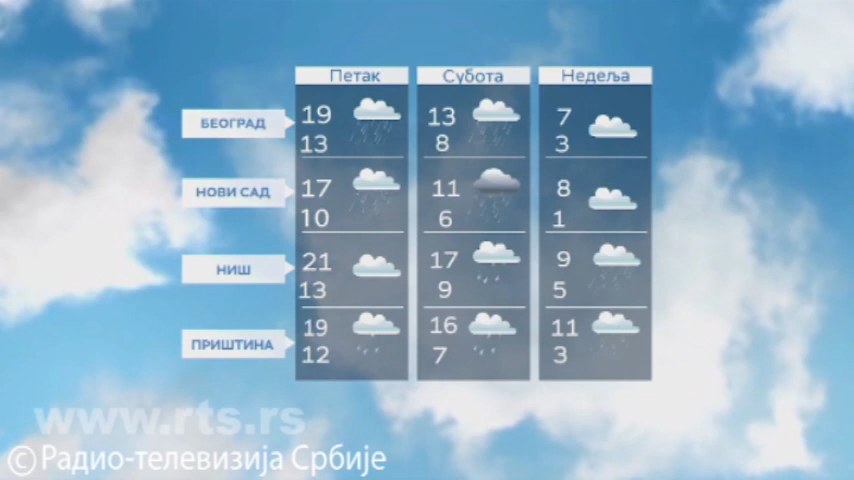 Петак Субота Недеља
БЕОГРАД 19 13 7
13 8 3
НОВИ САД 17 11 8
10 6 1
НИШ 21 17 9
13 9 5
ПРИШТИНА 19 16 11
12 7 3
www.rts.rs
©Радио-телевизија Србије